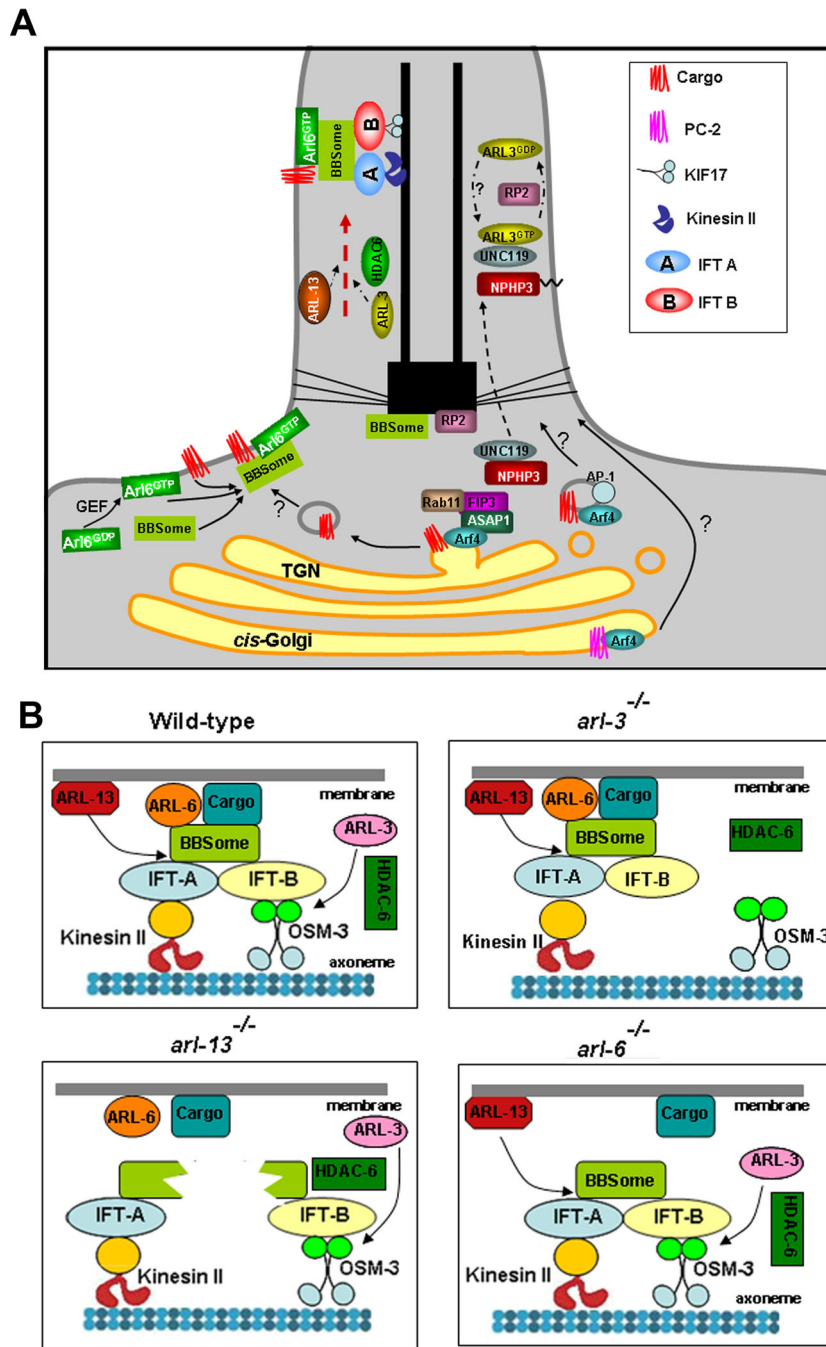 A
Cargo
PC-2
KIF17
Kinesin II
A IFT A
B IFT B
Arl6GTP
BBSome
B
A
ARL3GDP
?
RP2
ARL3GTP
UNC119
NPHP3
HDAC6
ARL-13
ARL-3
BBSome
RP2
Arl6GTP
BBSome
Arl6GTP
GEF
Arl6GDP
BBSome
?
UNC119
NPHP3
?
AP-1
Arf4
Rab11
FIP3
ASAP1
Arf4
?
TGN
cis-Golgi
Arf4
B
Wild-type
ARL-13
membrane
ARL-6
Cargo
ARL-3
BBSome
HDAC-6
IFT-A
IFT-B
OSM-3
Kinesin II
axoneme
arl-3-/-
ARL-13
membrane
ARL-6
Cargo
HDAC-6
BBSome
IFT-A
IFT-B
Kinesin II
OSM-3
axoneme
arl-13-/-
membrane
ARL-6
Cargo
ARL-3
HDAC-6
IFT-A
IFT-B
OSM-3
Kinesin II
axoneme
arl-6-/-
ARL-13
membrane
Cargo
ARL-3
BBSome
HDAC-6
IFT-A
IFT-B
OSM-3
Kinesin II
axoneme